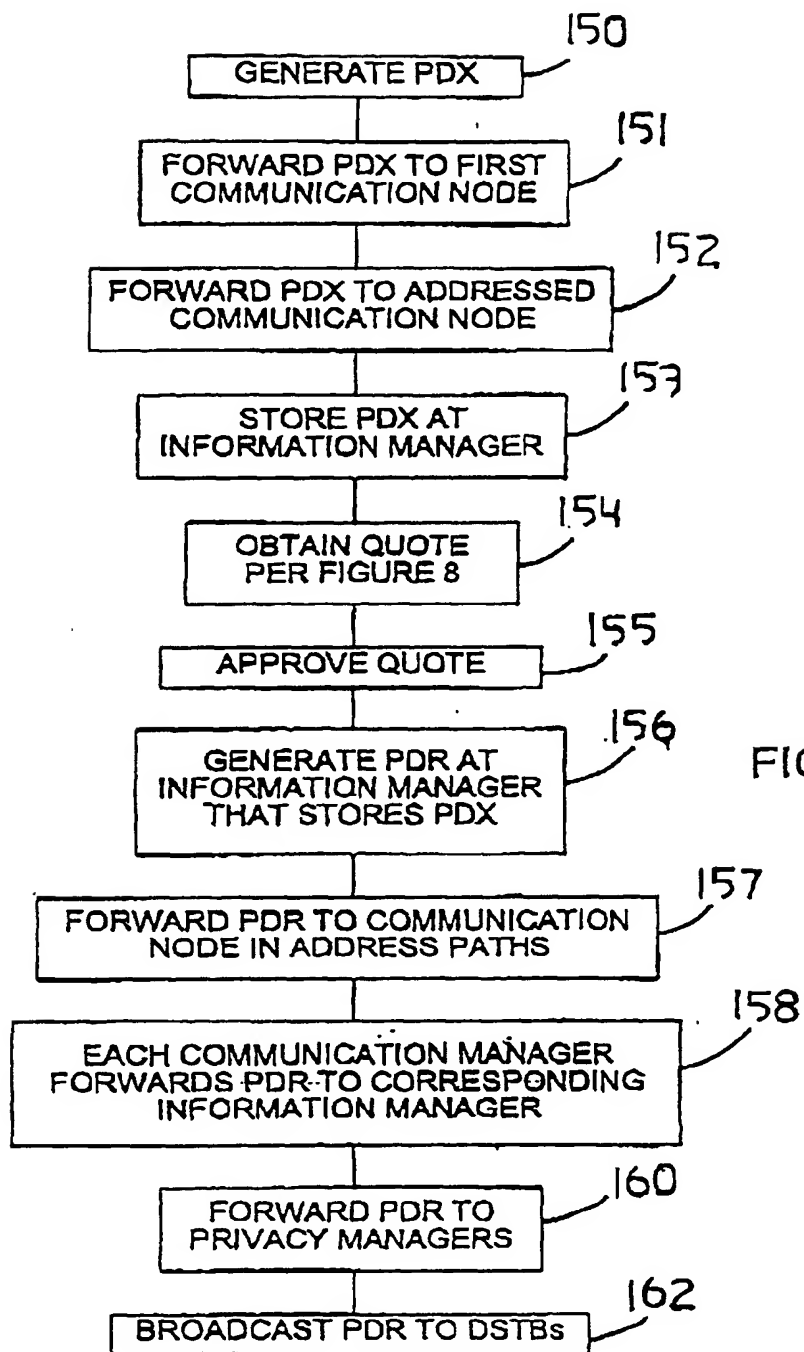 150
GENERATE PDX
151
FORWARD PDX TO FIRST
COMMUNICATION NODE
152
FORWARD PDX TO ADDRESSED
COMMUNICATION NODE
153
STORE PDX AT
INFORMATION MANAGER
154
OBTAIN QUOTE
PER FIGURE 8
155
APPROVE QUOTE
156
GENERATE PDR AT
INFORMATION MANAGER
THAT STORES PDX
FIG
157
FORWARD PDR TO COMMUNICATION
NODE IN ADDRESS PATHS
158
EACH COMMUNICATION MANAGER
FORWARDS PDR TO CORRESPONDING
INFORMATION MANAGER
160
FORWARD PDR TO
PRIVACY MANAGERS
162
BROADCAST PDR TO DSTBs